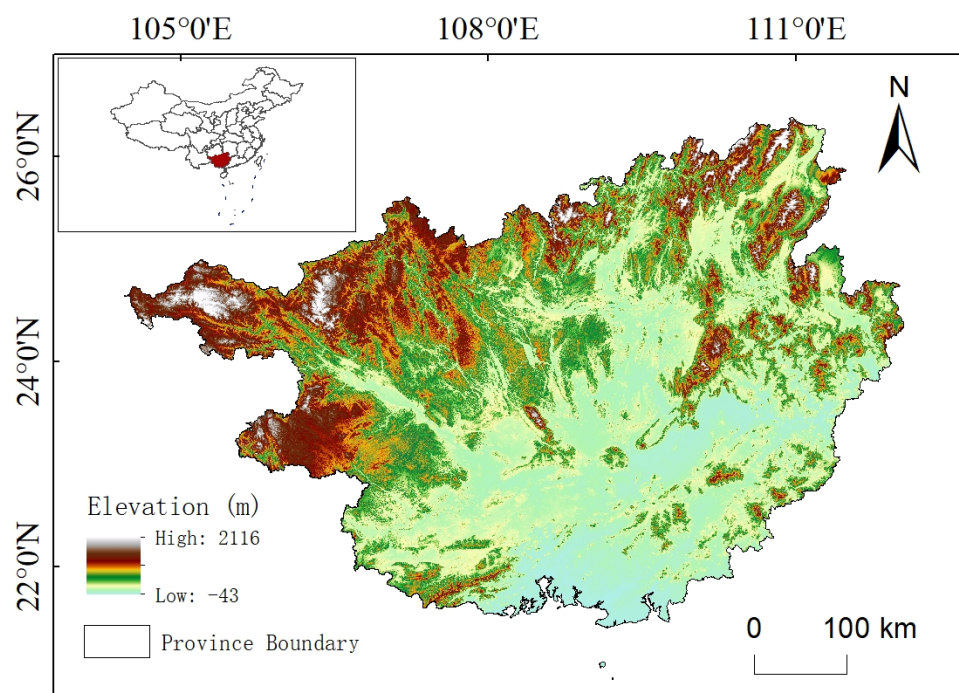 105°0'E 108°0'E 111°0'E
N
26°0'N
24°0'N
22°0'N
Elevation (m)
High: 2116
Low: -43
Province Boundary
0 100 km